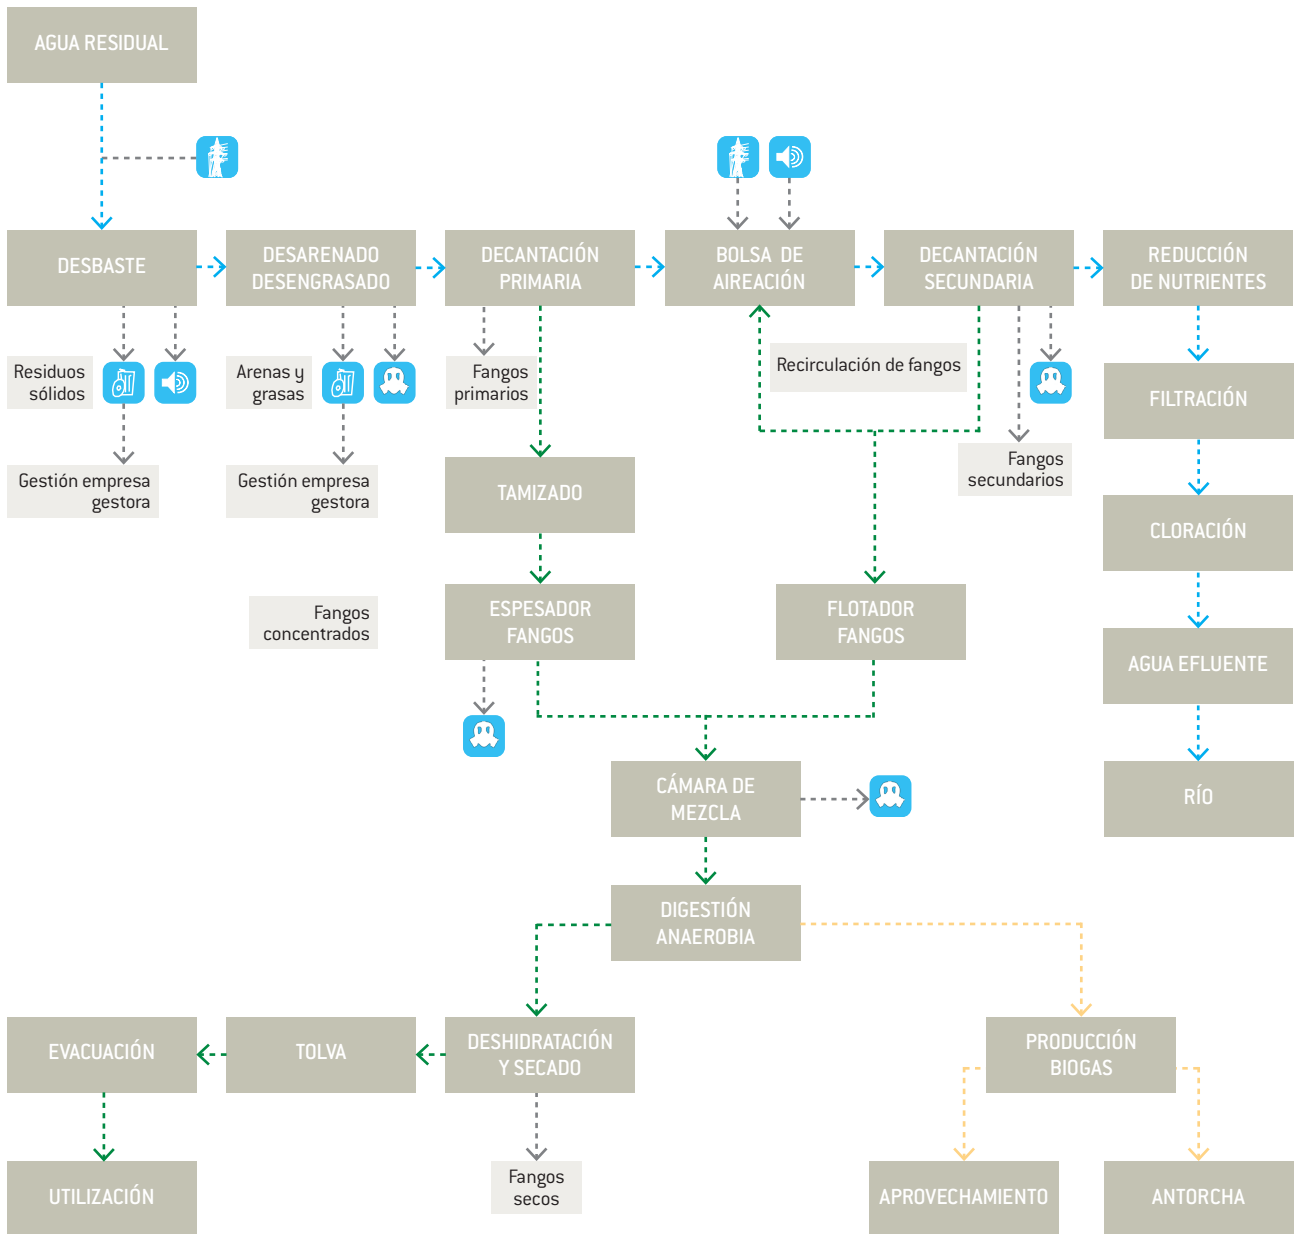 AGUA RESIDUAL
DESBASTE
DESARENADO
DESENGRASADO
DECANTACIÓN
PRIMARIA
BOLSA DE
AIREACIÓN
DECANTACIÓN
SECUNDARIA
REDUCCIÓN
DE NUTRIENTES
Residuos
sólidos
Arenas y
grasas
Fangos
primarios
Recirculación de fangos
FILTRACIÓN
Gestión empresa
gestora
Gestión empresa
gestora
TAMIZADO
Fangos
secundarios
CLORACIÓN
Fangos
concentrados
ESPESADOR
FANGOS
FLOTADOR
FANGOS
AGUA EFLUENTE
CÁMARA DE
MEZCLA
RÍO
DIGESTIÓN
ANAEROBIA
EVACUACIÓN
TOLVA
DESHIDRATACIÓN
Y SECADO
PRODUCCIÓN
BIOGAS
UTILIZACIÓN
Fangos
secos
APROVECHAMIENTO
ANTORCHA